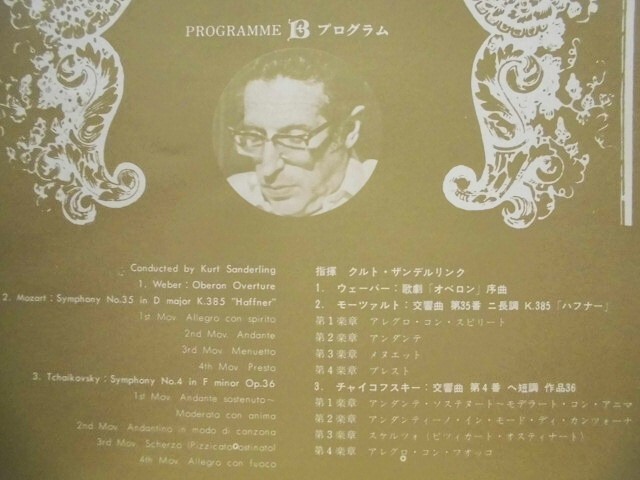 PROGRAMME B プログラム
Conducted by Kurt Sanderling
1. Weber: Oberon Overture
2. Mozart: Symphony No.35 in D major K.385 "Haffner"
1st Mov. Allegro con spirito
2nd Mov. Andante
3rd Mov. Menuetto
4th Mov. Presto
3. Tchaikovsky: Symphony No.4 in F minor Op.36
1st Mov. Andante sostenuto~
Moderato con anima
2nd Mov. Andantino in modo di canzona
3rd Mov. Scherzo (Pizzicato ostinato)
4th Mov. Allegro con fuoco
指揮 クルト・ザンデルリンク
1. ウェーバー：歌劇「オベロン」序曲
2. モーツァルト：交響曲 第35番 ニ長調 K.385「ハフナー」
第1楽章 アレグロ・コン・スピリート
第2楽章 アンダンテ
第3楽章 メヌエット
第4楽章 プレスト
3. チャイコフスキー：交響曲 第4番 ヘ短調 作品36
第1楽章 アンダンテ・ソステヌート～モデラート・コン・アニマ
第2楽章 アンダンティーノ・イン・モード・ディ・カンツォーナ
第3楽章 スケルツォ（ピツィカート・オスティナート）
第4楽章 アレグロ・コン・フオッコ